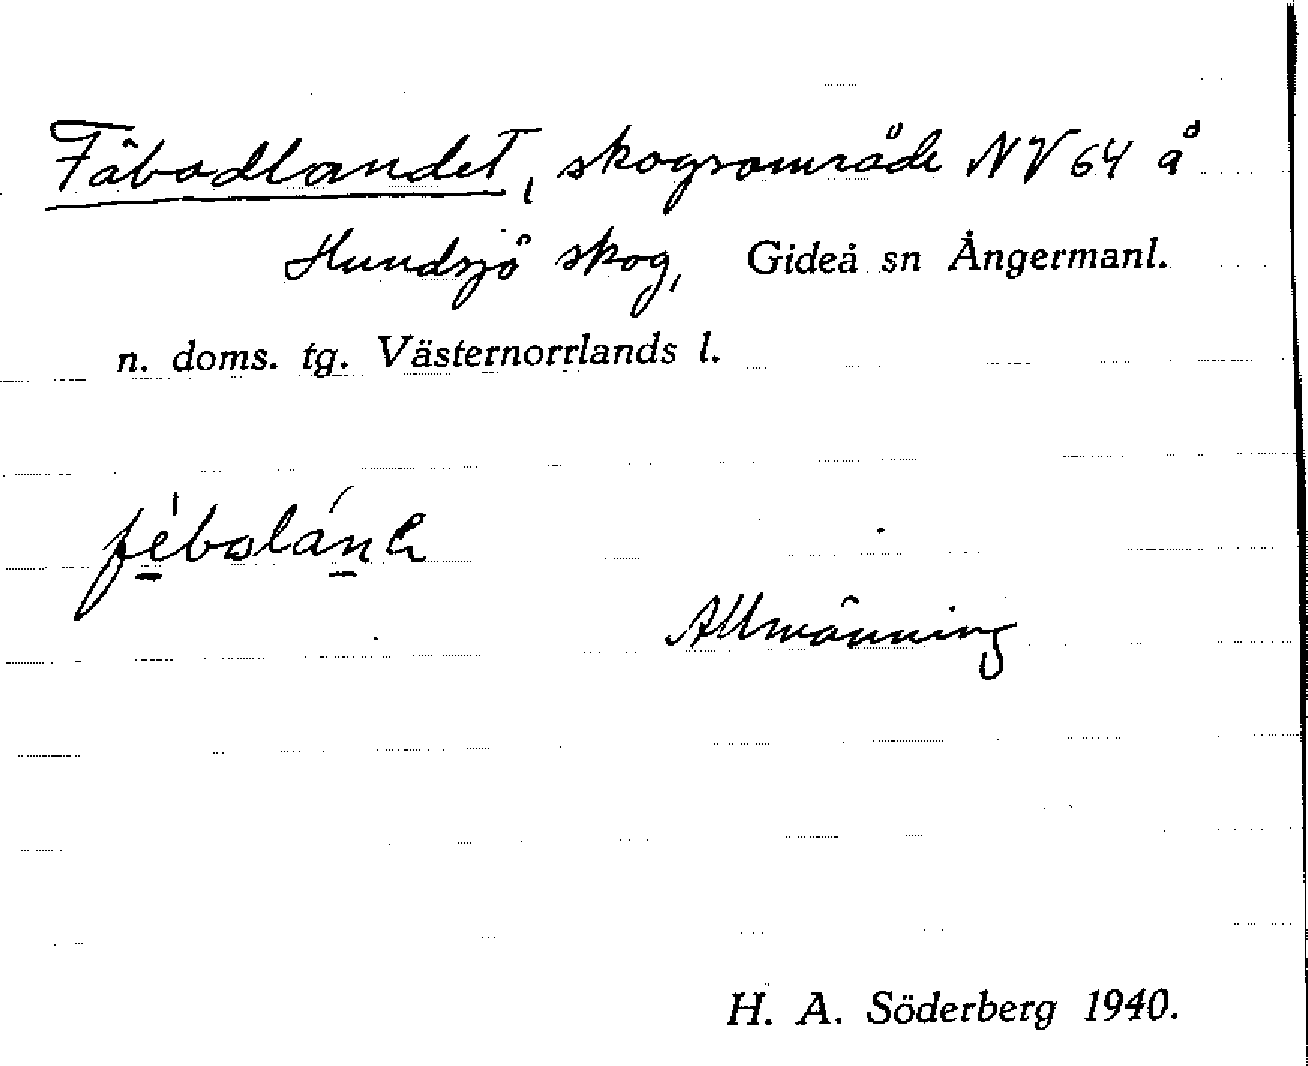 Fäbodlandet, skogsområde NV 64 å
Hundsjö skog, Gideå sn Ångermanl.
n. doms. tg. Västernorrlands l.
Allmänning
H. A. Söderberg 1940.